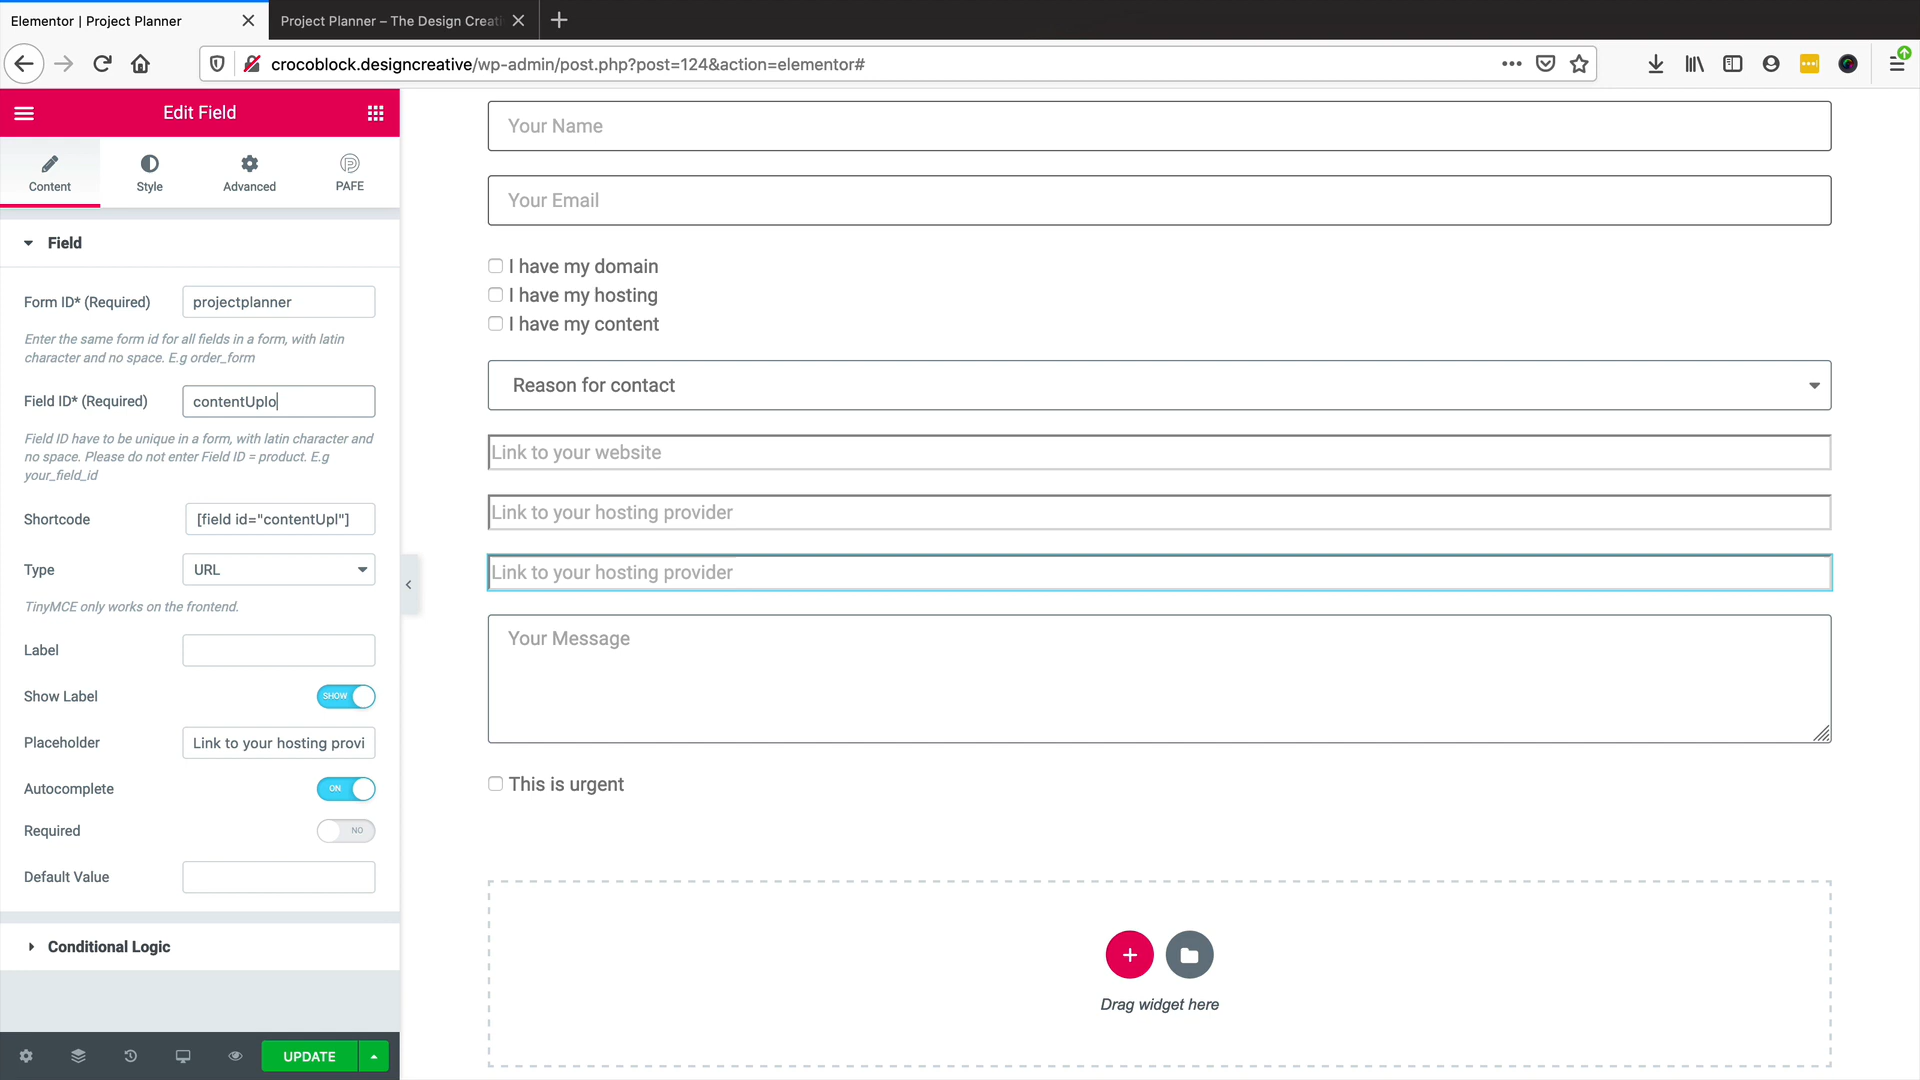 Elementor | Project Planner
Project Planner – The Design Creati
crocoblock.designcreative/wp-admin/post.php?post=124&action=elementor#
Edit Field
Content
Style
Advanced
PAFE
Field
Form ID* (Required)
projectplanner
Enter the same form id for all fields in a form, with latin
character and no space. E.g order_form
Field ID* (Required)
contentUplo
Field ID have to be unique in a form, with latin character and
no space. Please do not enter Field ID = product. E.g
your_field_id
Shortcode
[field id="contentUpl"]
Type
URL
TinyMCE only works on the frontend.
Label
Show Label
SHOW
Placeholder
Link to your hosting provi
Autocomplete
ON
Required
NO
Default Value
Conditional Logic
UPDATE
Your Name
Your Email
I have my domain
I have my hosting
I have my content
Reason for contact
Link to your website
Link to your hosting provider
Link to your hosting provider
Your Message
This is urgent
Drag widget here